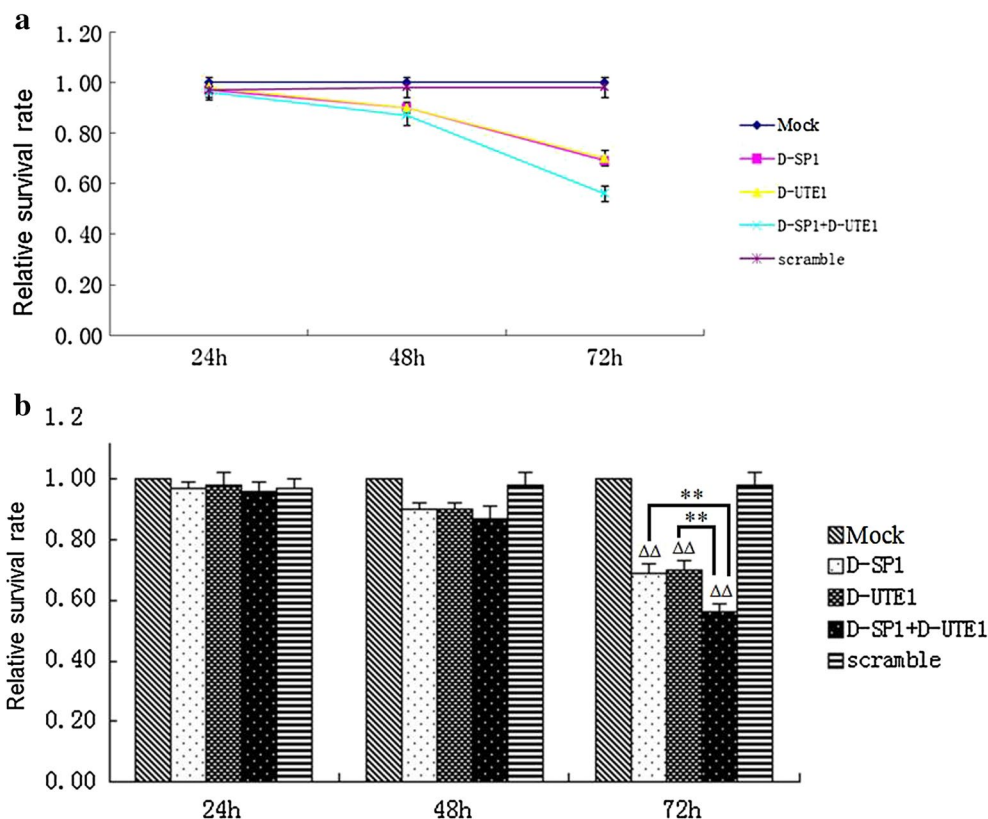 a
Relative survival rate
1.20
1.00
0.80
0.60
0.40
0.20
0.00
24h
48h
72h
Mock
D-SP1
D-UTE1
D-SP1+D-UTE1
scramble
b
Relative survival rate
1.2
1.00
0.80
0.60
0.40
0.20
0.00
24h
48h
72h
**
**
ΔΔ
ΔΔ
ΔΔ
Mock
D-SP1
D-UTE1
D-SP1+D-UTE1
scramble